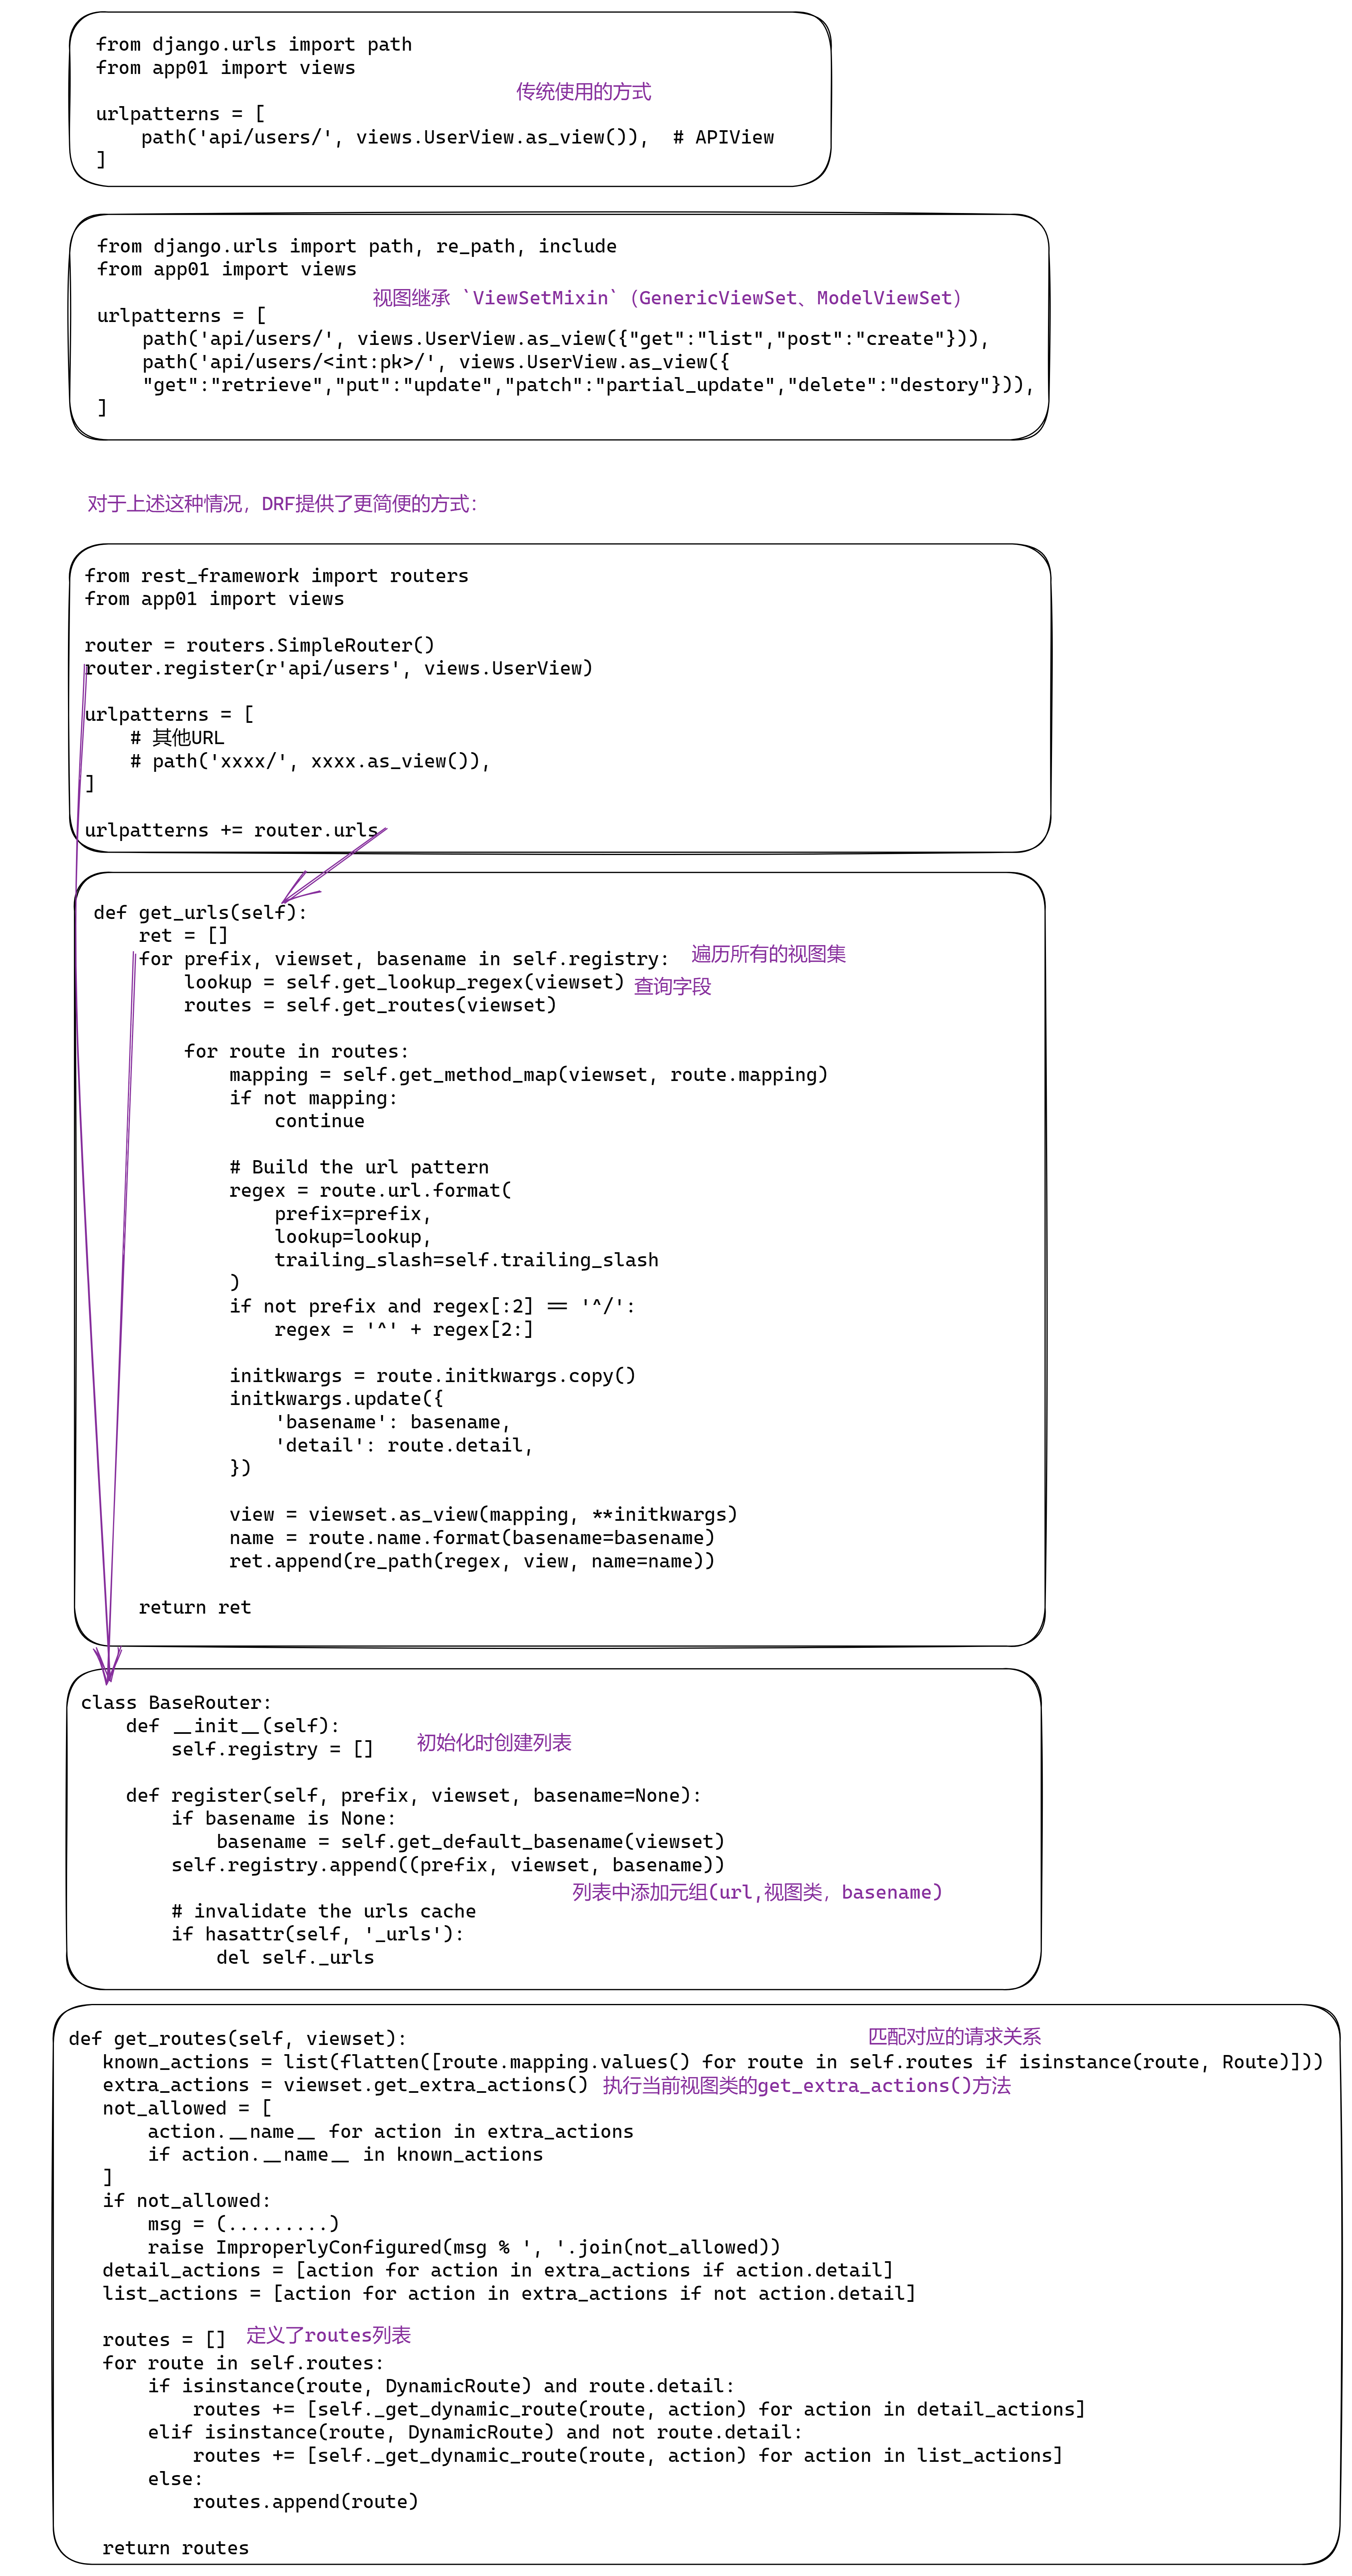 from django.urls import path
from app01 import views
传统使用的方式
urlpatterns = [
    path('api/users/', views.UserView.as_view()),  # APIView
]
from django.urls import path, re_path, include
from app01 import views
视图继承 `ViewSetMixin`（GenericViewSet、ModelViewSet）
urlpatterns = [
    path('api/users/', views.UserView.as_view({"get":"list","post":"create"})),
    path('api/users/<int:pk>/', views.UserView.as_view({
    "get":"retrieve","put":"update","patch":"partial_update","delete":"destory"})),
]
对于上述这种情况，DRF提供了更简便的方式：
from rest_framework import routers
from app01 import views
router = routers.SimpleRouter()
router.register(r'api/users', views.UserView)
urlpatterns = [
    # 其他URL
    # path('xxxx/', xxxx.as_view()),
]
urlpatterns += router.urls
def get_urls(self):
    ret = []
    for prefix, viewset, basename in self.registry: 遍历所有的视图集
        lookup = self.get_lookup_regex(viewset) 查询字段
        routes = self.get_routes(viewset)
        for route in routes:
            mapping = self.get_method_map(viewset, route.mapping)
            if not mapping:
                continue
            # Build the url pattern
            regex = route.url.format(
                prefix=prefix,
                lookup=lookup,
                trailing_slash=self.trailing_slash
            )
            if not prefix and regex[:2] == '^/':
                regex = '^' + regex[2:]
            initkwargs = route.initkwargs.copy()
            initkwargs.update({
                'basename': basename,
                'detail': route.detail,
            })
            view = viewset.as_view(mapping, **initkwargs)
            name = route.name.format(basename=basename)
            ret.append(re_path(regex, view, name=name))
    return ret
class BaseRouter:
    def __init__(self):
        self.registry = [] 初始化时创建列表
    def register(self, prefix, viewset, basename=None):
        if basename is None:
            basename = self.get_default_basename(viewset)
        self.registry.append((prefix, viewset, basename))
列表中添加元组(url,视图类，basename)
        # invalidate the urls cache
        if hasattr(self, '_urls'):
            del self._urls
def get_routes(self, viewset): 匹配对应的请求关系
   known_actions = list(flatten([route.mapping.values() for route in self.routes if isinstance(route, Route)]))
   extra_actions = viewset.get_extra_actions() 执行当前视图类的get_extra_actions()方法
   not_allowed = [
       action.__name__ for action in extra_actions
       if action.__name__ in known_actions
   ]
   if not_allowed:
       msg = (.........)
       raise ImproperlyConfigured(msg % ', '.join(not_allowed))
   detail_actions = [action for action in extra_actions if action.detail]
   list_actions = [action for action in extra_actions if not action.detail]
   routes = [] 定义了routes列表
   for route in self.routes:
       if isinstance(route, DynamicRoute) and route.detail:
           routes += [self._get_dynamic_route(route, action) for action in detail_actions]
       elif isinstance(route, DynamicRoute) and not route.detail:
           routes += [self._get_dynamic_route(route, action) for action in list_actions]
       else:
           routes.append(route)
   return routes